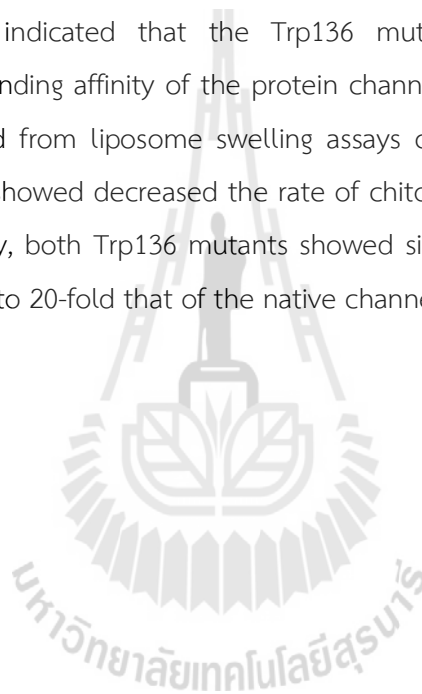 indicated that the Trp136 mut
nding affinity of the protein chann
d from liposome swelling assays c
showed decreased the rate of chito
y, both Trp136 mutants showed si
to 20-fold that of the native channe
มหาวิทยาลัยเทคโนโลยีสุรนารี